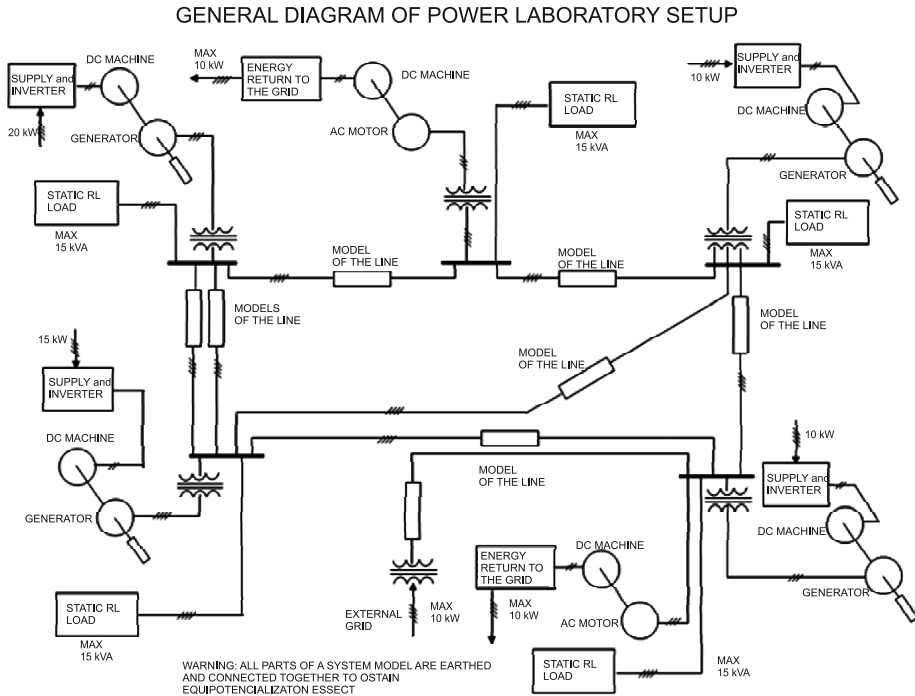 GENERAL DIAGRAM OF POWER LABORATORY SETUP
SUPPLY and
INVERTER
20 kW
DC MACHINE
GENERATOR
STATIC RL
LOAD
MAX
15 kVA
MAX
10 kW
ENERGY
RETURN TO
THE GRID
DC MACHINE
AC MOTOR
STATIC RL
LOAD
MAX
15 kVA
10 kW
SUPPLY and
INVERTER
DC MACHINE
GENERATOR
STATIC RL
LOAD
MAX
15 kVA
MODEL
OF THE LINE
MODEL
OF THE LINE
MODELS
OF THE LINE
MODEL
OF THE LINE
MODEL
OF THE LINE
15 kW
SUPPLY and
INVERTER
DC MACHINE
GENERATOR
STATIC RL
LOAD
MAX
15 kVA
MODEL
OF THE LINE
EXTERNAL
GRID
MAX
10 kW
ENERGY
RETURN TO
THE GRID
MAX
10 kW
DC MACHINE
AC MOTOR
STATIC RL
LOAD
MAX
15 kVA
10 kW
SUPPLY and
INVERTER
DC MACHINE
GENERATOR
WARNING: ALL PARTS OF A SYSTEM MODEL ARE EARTHED
AND CONNECTED TOGETHER TO OSTAIN
EQUIPOTENCIALIZATON ESSECT